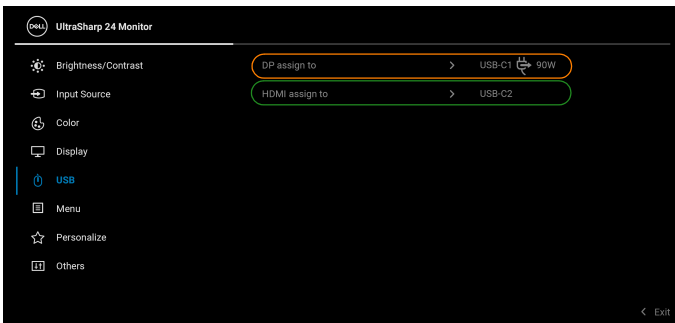 DELL UltraSharp 24 Monitor
Brightness/Contrast DP assign to > USB-C1 90W
Input Source HDMI assign to > USB-C2
Color
Display
USB
Menu
Personalize
Others
< Exit